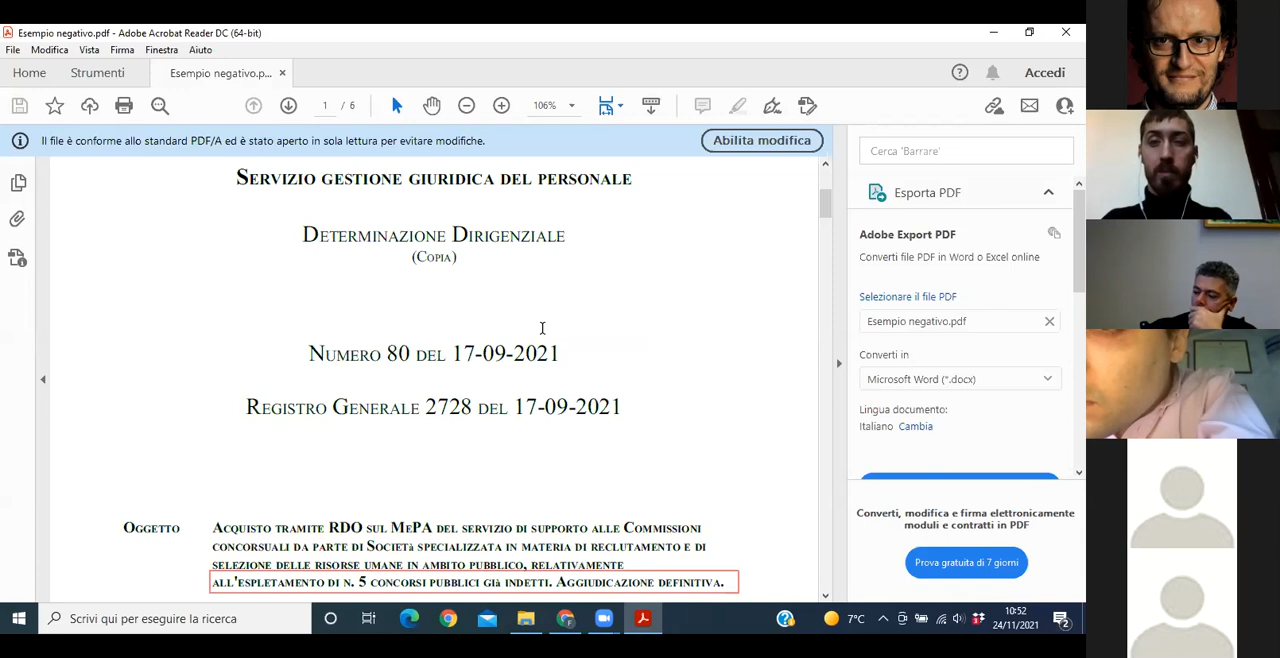 Esempio negativo.pdf - Adobe Acrobat Reader DC (64-bit)
File Modifica Vista Firma Finestra Aiuto
Home Strumenti Esempio negativo.p... × Accedi
1 / 6 106%
Il file è conforme allo standard PDF/A ed è stato aperto in sola lettura per evitare modifiche. Abilita modifica
SERVIZIO GESTIONE GIURIDICA DEL PERSONALE
DETERMINAZIONE DIRIGENZIALE
(COPIA)
NUMERO 80 DEL 17-09-2021
REGISTRO GENERALE 2728 DEL 17-09-2021
OGGETTO ACQUISTO TRAMITE RDO SUL MEPA DEL SERVIZIO DI SUPPORTO ALLE COMMISSIONI
CONCORSUALI DA PARTE DI SOCIETà SPECIALIZZATA IN MATERIA DI RECLUTAMENTO E DI
SELEZIONE DELLE RISORSE UMANE IN AMBITO PUBBLICO, RELATIVAMENTE
ALL'ESPLETAMENTO DI N. 5 CONCORSI PUBBLICI GIà INDETTI. AGGIUDICAZIONE DEFINITIVA.
Cerca 'Barrare'
Esporta PDF
Adobe Export PDF
Converti file PDF in Word o Excel online
Selezionare il file PDF
Esempio negativo.pdf
Converti in
Microsoft Word (*.docx)
Lingua documento:
Italiano Cambia
Converti, modifica e firma elettronicamente
moduli e contratti in PDF
Prova gratuita di 7 giorni
Scrivi qui per eseguire la ricerca
7°C
10:52
24/11/2021
2